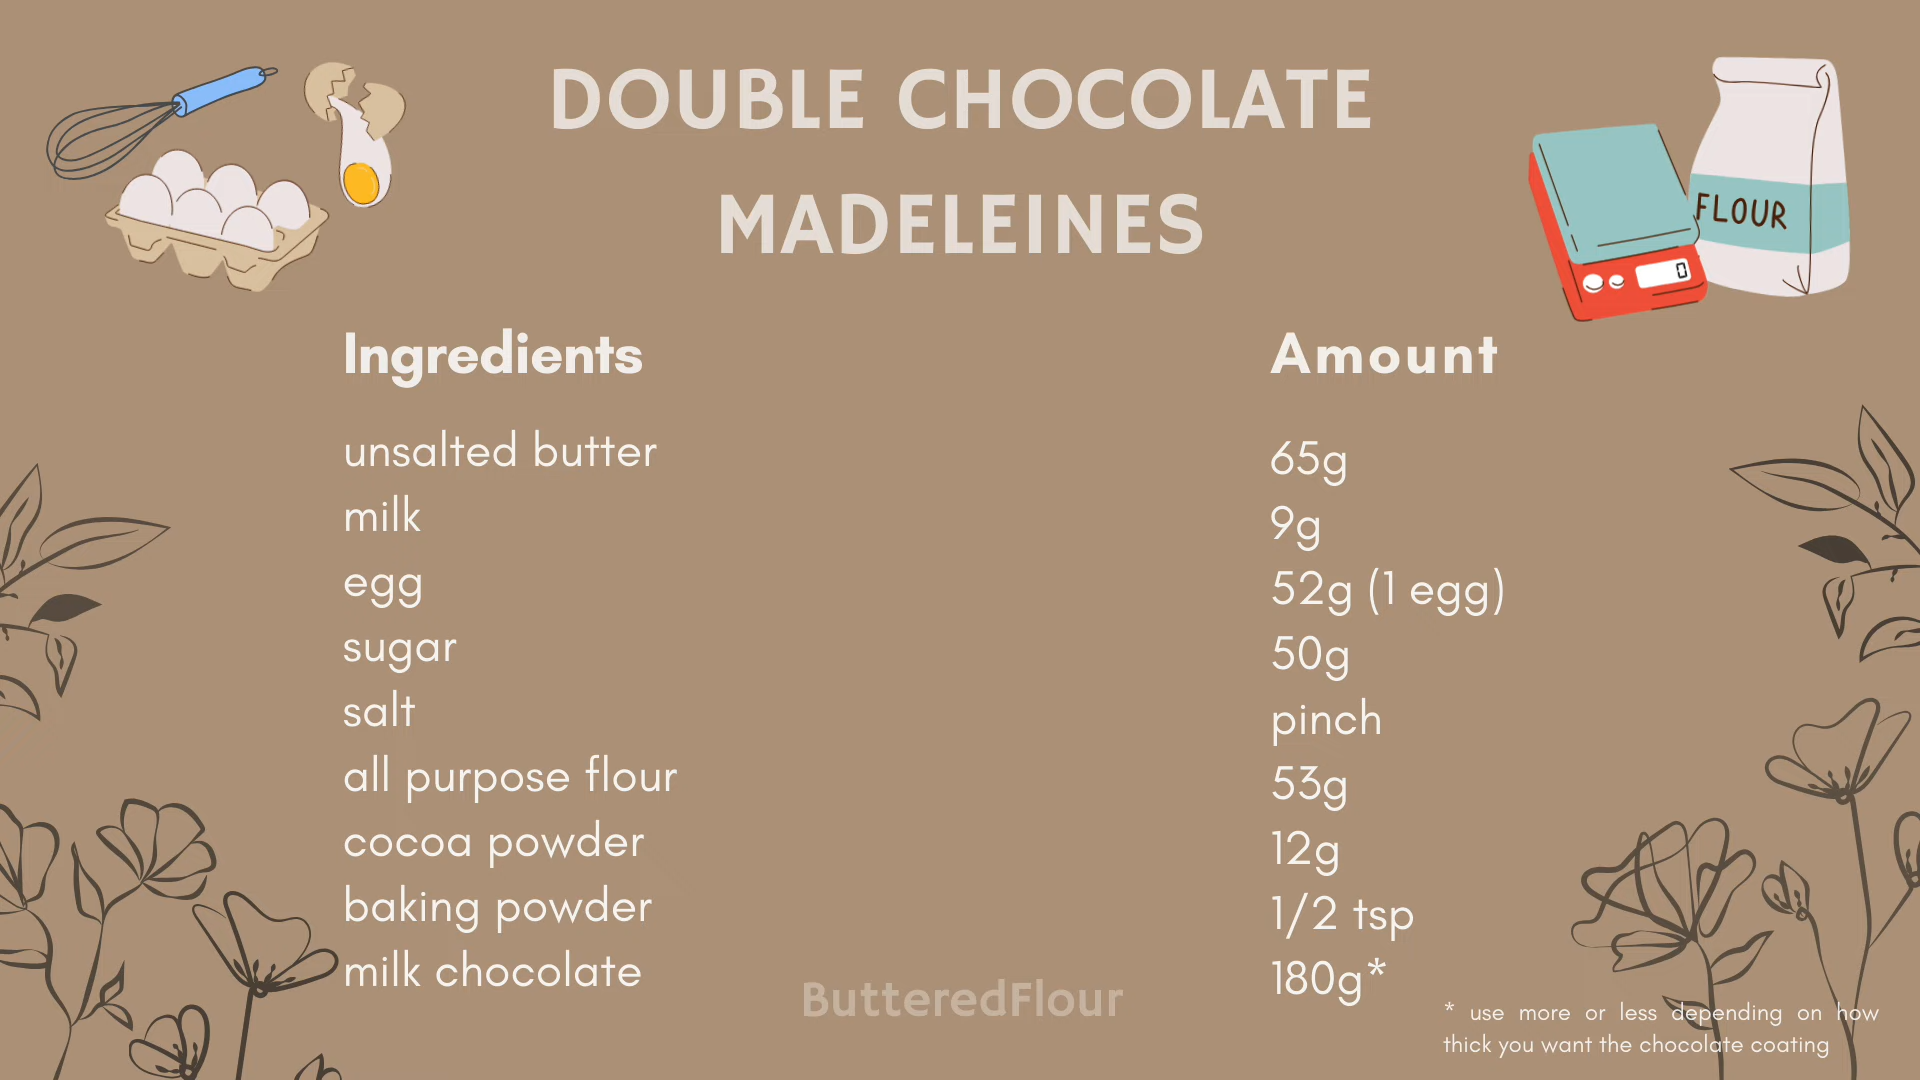 DOUBLE CHOCOLATE
MADELEINES
FLOUR
0
Ingredients Amount
unsalted butter 65g
milk 9g
egg 52g (1 egg)
sugar 50g
salt pinch
all purpose flour 53g
cocoa powder 12g
baking powder 1/2 tsp
milk chocolate 180g*
ButteredFlour
* use more or less depending on how
thick you want the chocolate coating